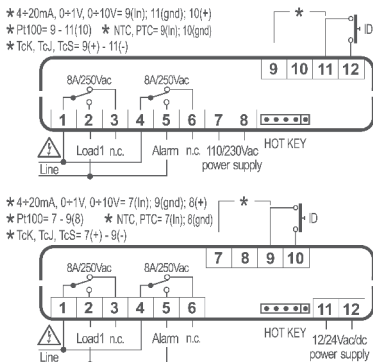 * 4÷20mA, 0÷1V, 0÷10V= 9(In); 11(gnd); 10(+)
* Pt100= 9 - 11(10) * NTC, PTC= 9(In); 10(gnd)
* TcK, TcJ, TcS= 9(+) - 11(-)
*
ID
9 10 11 12
8A/250Vac 8A/250Vac
1 2 3 4 5 6 7 8
HOT KEY
Load1 n.c. Alarm n.c. 110/230Vac
power supply
Line
* 4÷20mA, 0÷1V, 0÷10V= 7(In); 9(gnd); 8(+)
* Pt100= 7 - 9(8) * NTC, PTC= 7(In); 8(gnd)
* TcK, TcJ, TcS= 7(+) - 9(-)
*
ID
7 8 9 10
8A/250Vac 8A/250Vac
1 2 3 4 5 6 11 12
HOT KEY
Load1 n.c. Alarm n.c. 12/24Vac/dc
power supply
Line